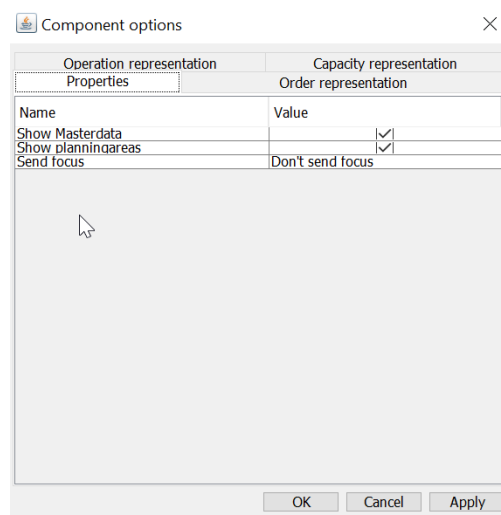 Component options
Operation representation Capacity representation
Properties Order representation
Name Value
Show Masterdata
Show planningareas
Send focus Don't send focus
OK Cancel Apply